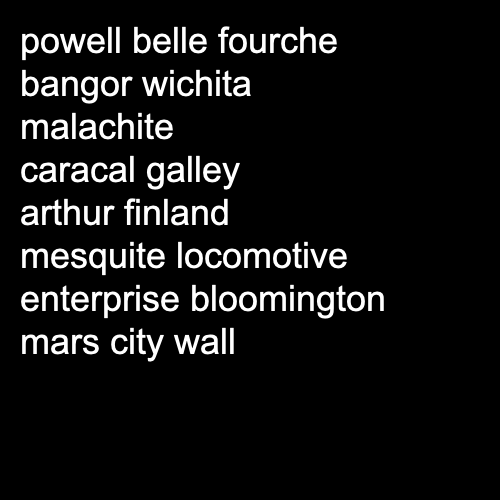 powell belle fourche
bangor wichita
malachite
caracal galley
arthur finland
mesquite locomotive
enterprise bloomington
mars city wall